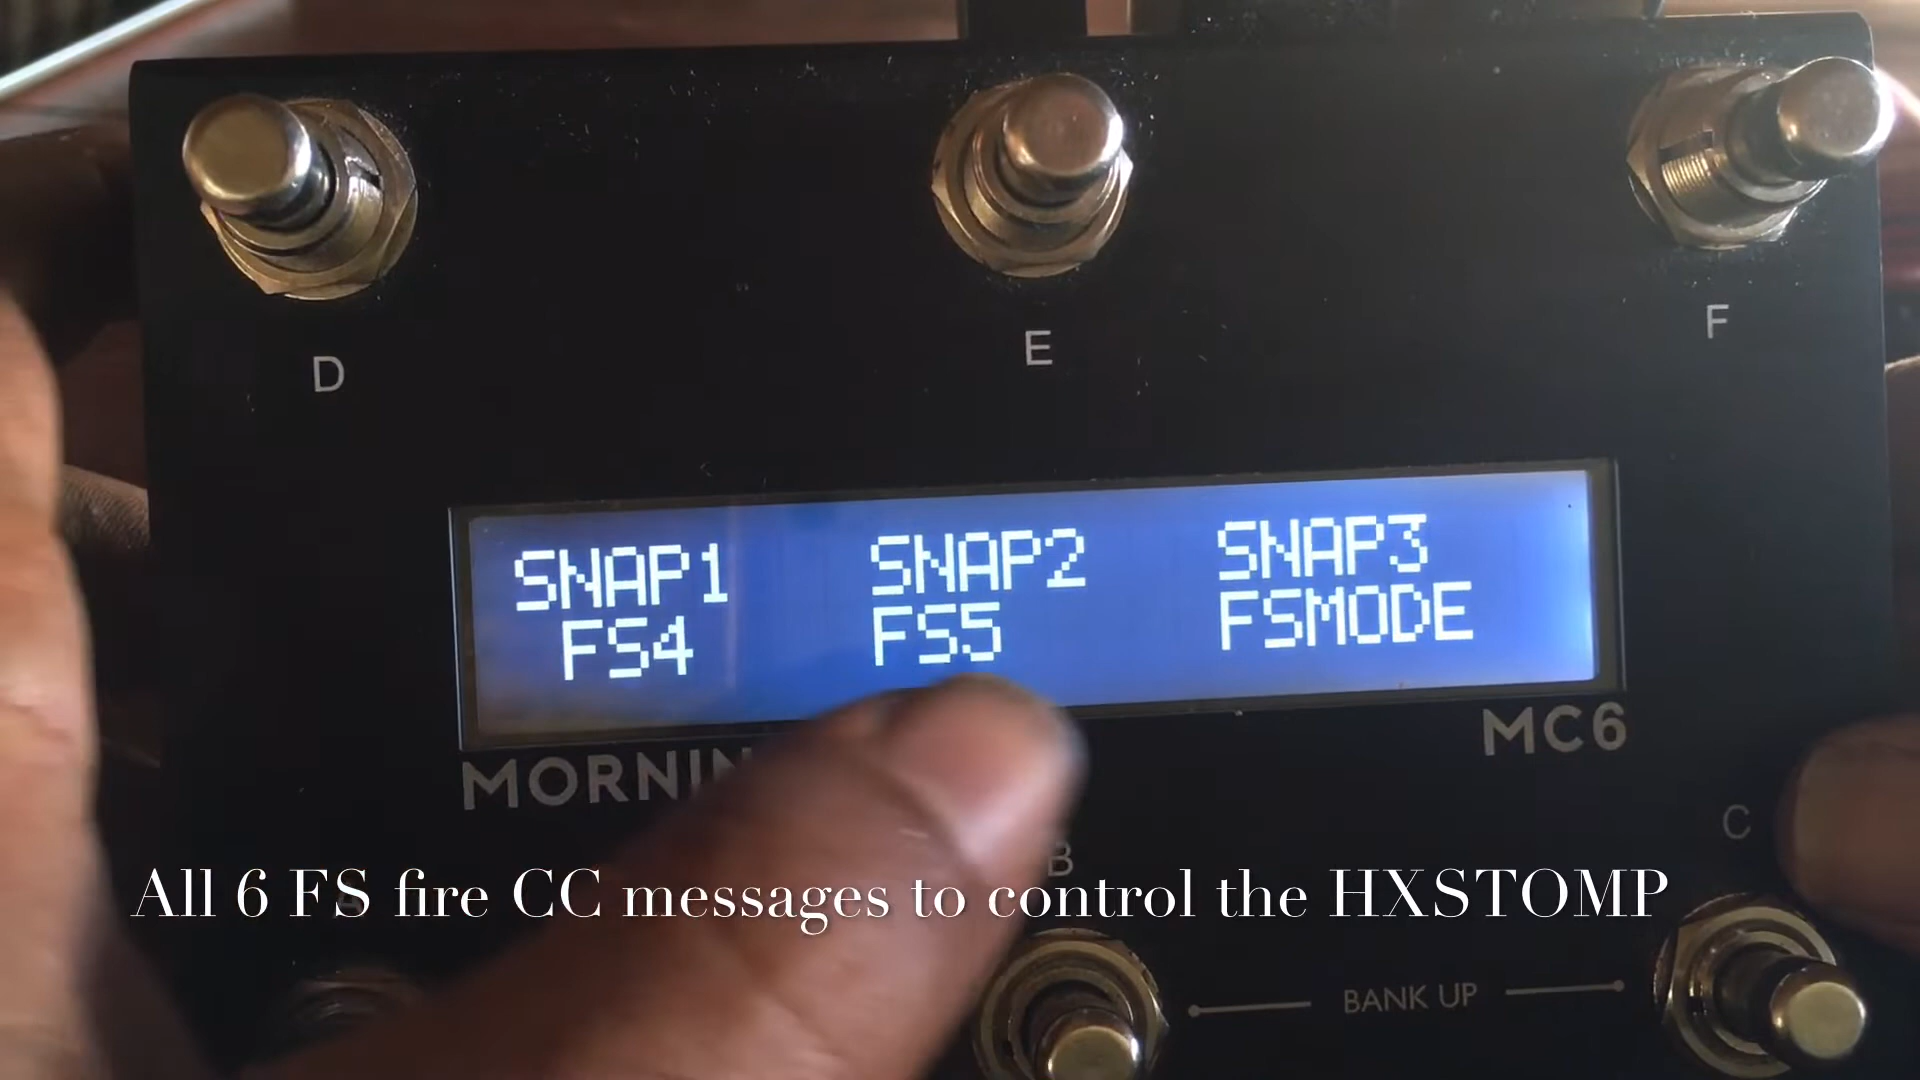 D E F
SNAP1 SNAP2 SNAP3
FS4 FS5 FSMODE
MC6
C
B
All 6 FS fire CC messages to control the HXSTOMP
BANK UP